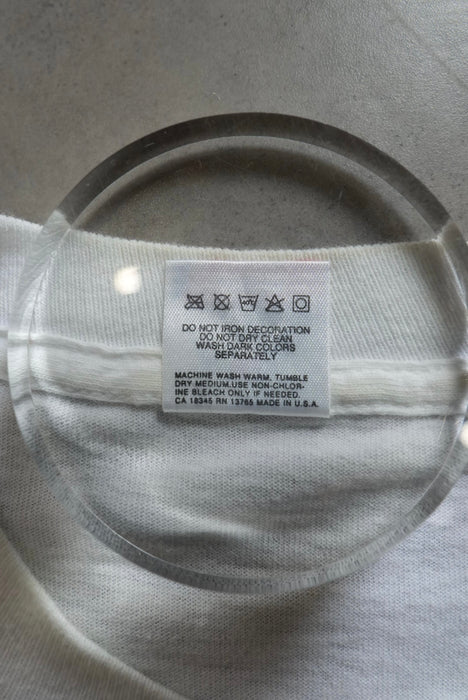 DO NOT IRON DECORATION
DO NOT DRY CLEAN
WASH DARK COLORS
SEPARATELY
MACHINE WASH WARM, TUMBLE
DRY MEDIUM.USE NON-CHLOR-
INE BLEACH ONLY IF NEEDED.
CA 18345 RN 13765 MADE IN U.S.A.